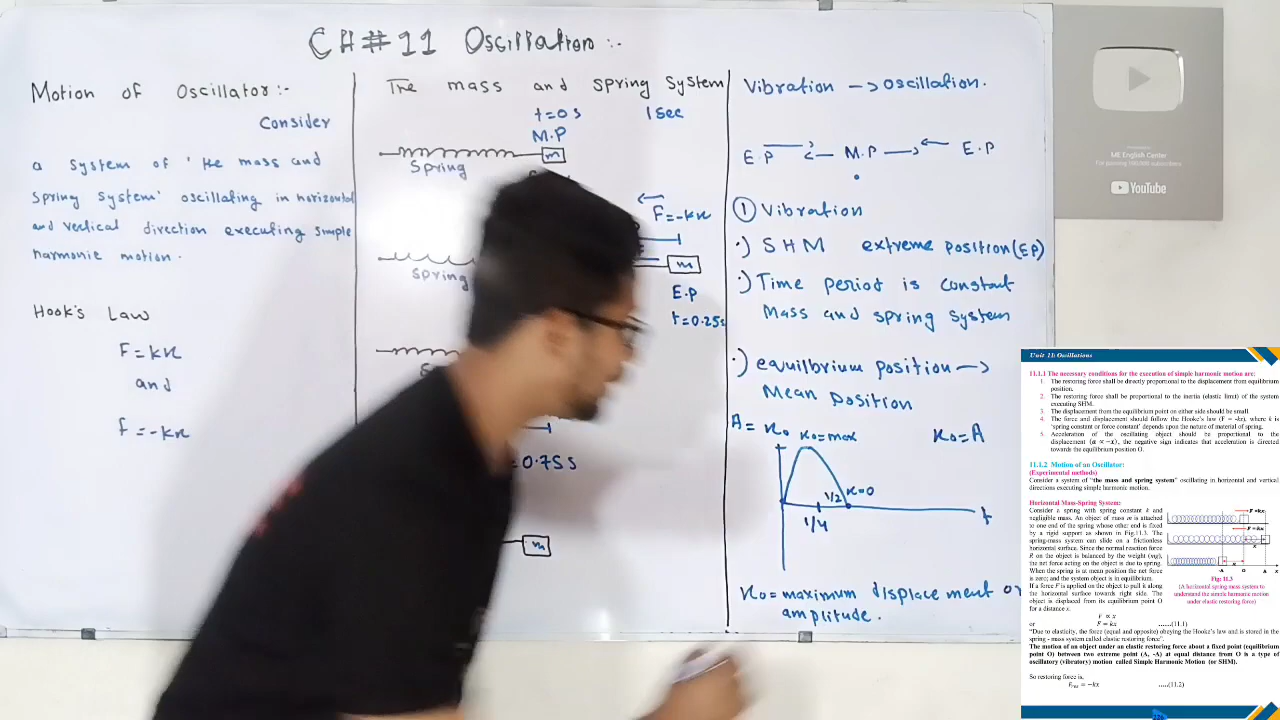 CH # 11 Oscillation :-
Motion of Oscillator :-
Consider
a system of 'the mass and
spring system' oscillating in horizontal
and vertical direction executing simple
harmonic motion.
Hook's Law
F = kx
and
F = -kx
The mass and spring system
t=0s 1 sec
M.P
m
Spring
F = -kx
Spring
m
E.P
t=0.25s
= 0.75s
m
Vibration -> oscillation.
E.P M.P E.P
① Vibration
·) SHM extreme position (EP)
·) Time period is constant
Mass and spring system
·) equilbrium position ->
Mean position
A = x₀ x₀=max x₀=A
1/2 x=0
1/4 t
x₀= maximum displacement or
amplitude.
ME English Center
YouTube
Unit 11: Oscillations
11.1.1 The necessary conditions for the execution of simple harmonic motion are:
1. The restoring force shall be directly proportional to the displacement from equilibrium
position.
2. The restoring force shall be proportional to the inertia (elastic limit) of the system
executing SHM.
3. The displacement from the equilibrium point on either side should be small.
4. The force and displacement should follow the Hooke's law (F = -kx), where k is
'spring constant or force constant' depends upon the nature of material of spring.
5. Acceleration of the oscillating object should be proportional to the
displacement (a ∝ -x), the negative sign indicates that acceleration is directed
towards the equilibrium position O.
11.1.2 Motion of an Oscillator:
(Experimental methods)
Consider a system of "the mass and spring system" oscillating in horizontal and vertical
directions executing simple harmonic motion.
Horizontal Mass-Spring System:
Consider a spring with spring constant k and
negligible mass. An object of mass m is attached
to one end of the spring whose other end is fixed
by a rigid support as shown in Fig.11.3. The
spring-mass system can slide on a frictionless
horizontal surface. Since the normal reaction force
R on the object is balanced by the weight (mg),
the net force acting on the object is due to spring.
When the spring is at mean position the net force
is zero; and the system object is in equilibrium.
If a force F is applied on the object to pull it along
the horizontal surface towards right side. The
object is displaced from its equilibrium point O
for a distance x.
Fig: 11.3
(A horizontal spring-mass system to
understand the simple harmonic motion
under elastic restoring force)
F ∝ x
or F = kx ......(11.1)
"Due to elasticity, the force (equal and opposite) obeying the Hooke's law and is stored in the
spring - mass system called elastic restoring force".
The motion of an object under an elastic restoring force about a fixed point (equilibrium
point O) between two extreme point (A, -A) at equal distance from O is a type of
oscillatory (vibratory) motion called Simple Harmonic Motion (or SHM).
So restoring force is,
Fres = -kx .....(11.2)